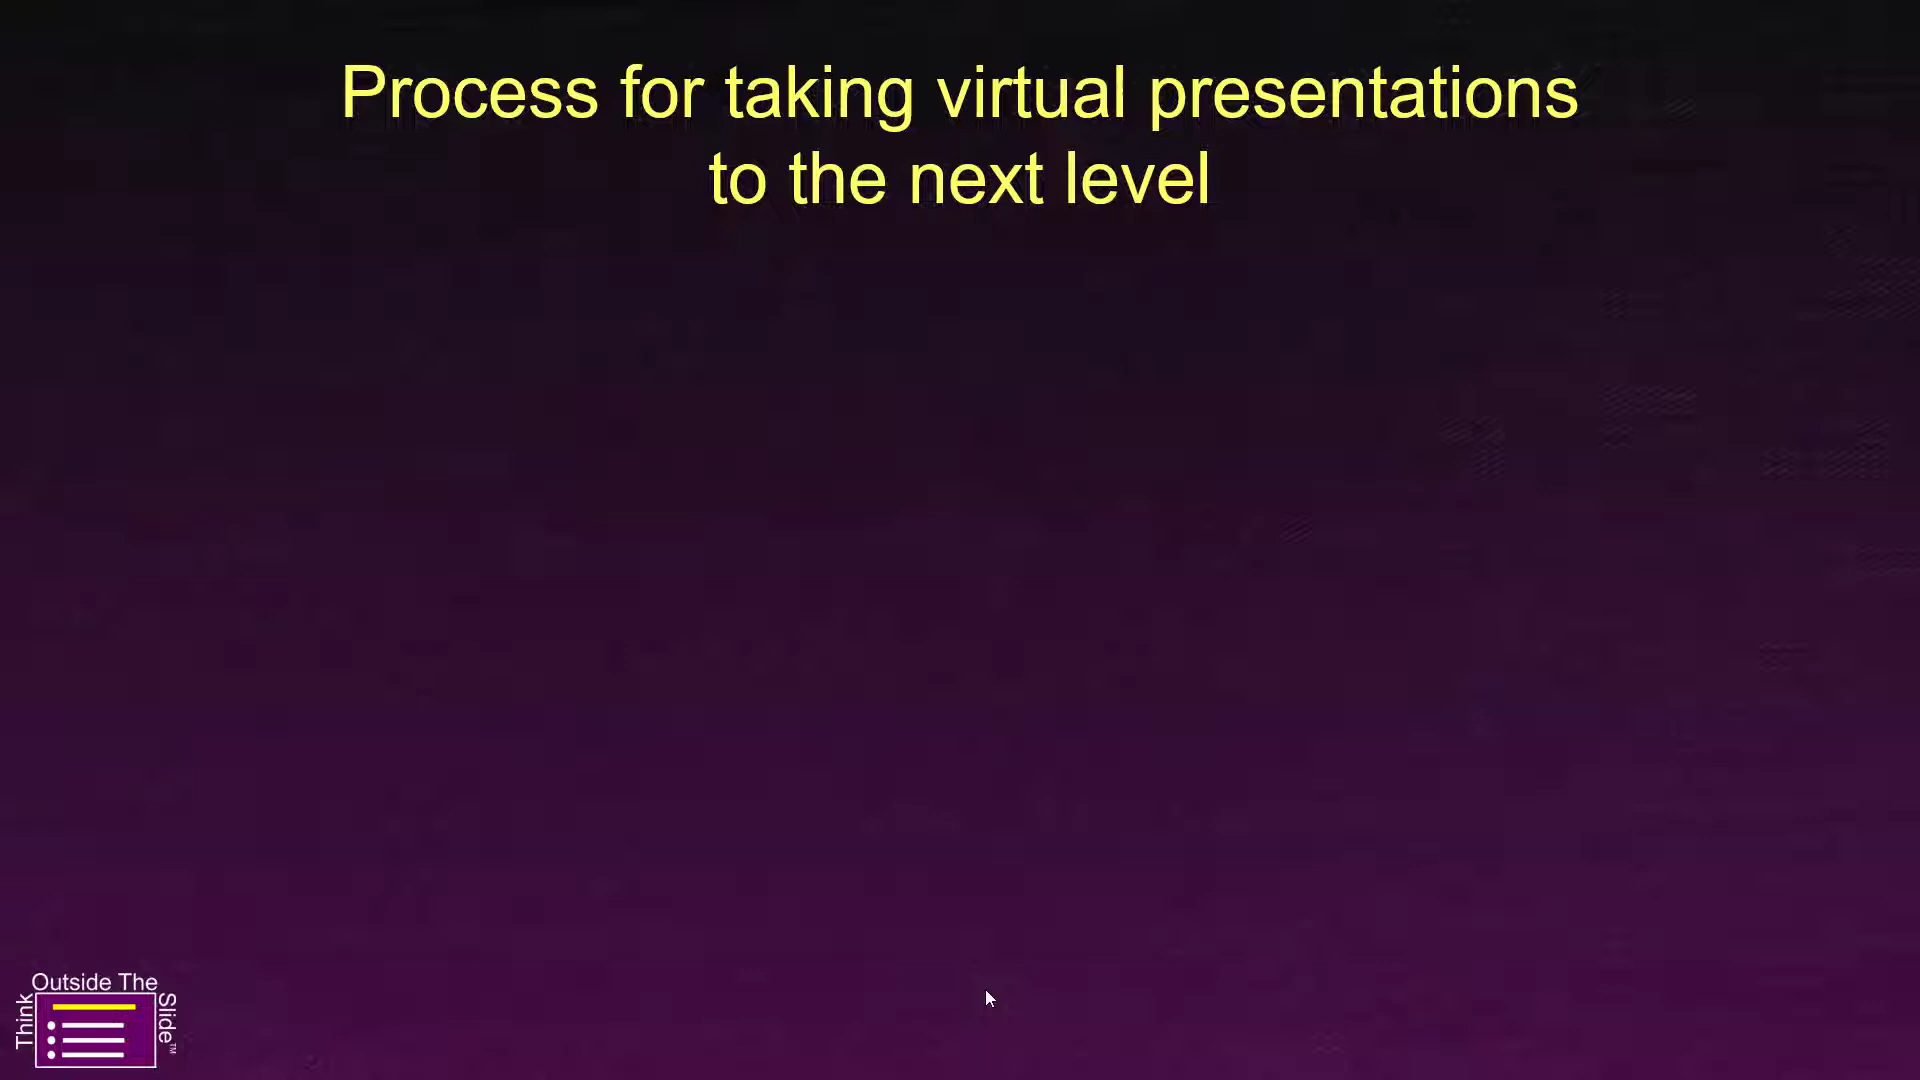 Process for taking virtual presentations
to the next level
Think
Outside The
Slide™